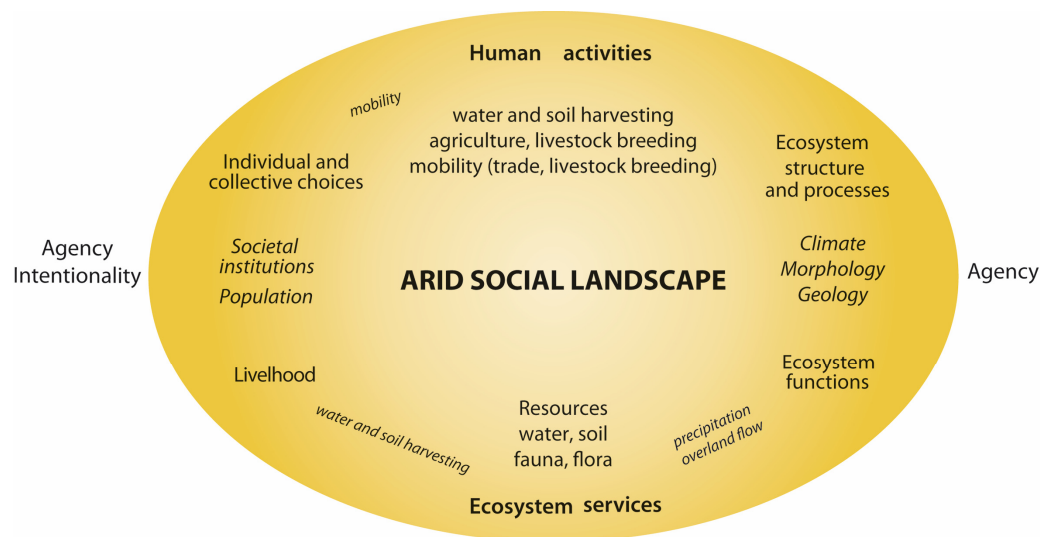 Human activities
mobility
water and soil harvesting
agriculture, livestock breeding
mobility (trade, livestock breeding)
Individual and
collective choices
Ecosystem
structure
and processes
Agency
Intentionality
Societal
institutions
Population
ARID SOCIAL LANDSCAPE
Climate
Morphology
Geology
Agency
Livelhood
Ecosystem
functions
water and soil harvesting
Resources
water, soil
fauna, flora
precipitation
overland flow
Ecosystem services